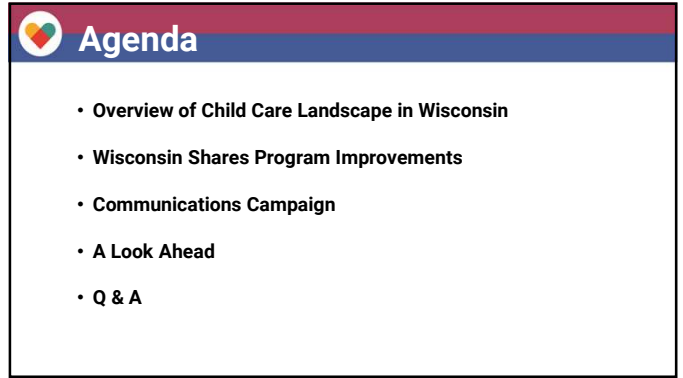 Agenda
• Overview of Child Care Landscape in Wisconsin
• Wisconsin Shares Program Improvements
• Communications Campaign
• A Look Ahead
• Q & A